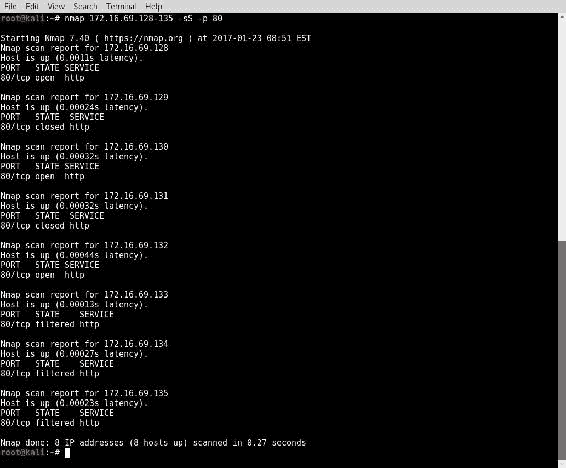 File Edit View Search Terminal Help
root@kali:~# nmap 172.16.69.128-135 -sS -p 80
Starting Nmap 7.40 ( https://nmap.org ) at 2017-01-23 08:51 EST
Nmap scan report for 172.16.69.128
Host is up (0.0011s latency).
PORT   STATE SERVICE
80/tcp open  http
Nmap scan report for 172.16.69.129
Host is up (0.00024s latency).
PORT   STATE  SERVICE
80/tcp closed http
Nmap scan report for 172.16.69.130
Host is up (0.00032s latency).
PORT   STATE SERVICE
80/tcp open  http
Nmap scan report for 172.16.69.131
Host is up (0.00032s latency).
PORT   STATE  SERVICE
80/tcp closed http
Nmap scan report for 172.16.69.132
Host is up (0.00044s latency).
PORT   STATE SERVICE
80/tcp open  http
Nmap scan report for 172.16.69.133
Host is up (0.00013s latency).
PORT   STATE    SERVICE
80/tcp filtered http
Nmap scan report for 172.16.69.134
Host is up (0.00027s latency).
PORT   STATE    SERVICE
80/tcp filtered http
Nmap scan report for 172.16.69.135
Host is up (0.00023s latency).
PORT   STATE    SERVICE
80/tcp filtered http
Nmap done: 8 IP addresses (8 hosts up) scanned in 0.27 seconds
root@kali:~#